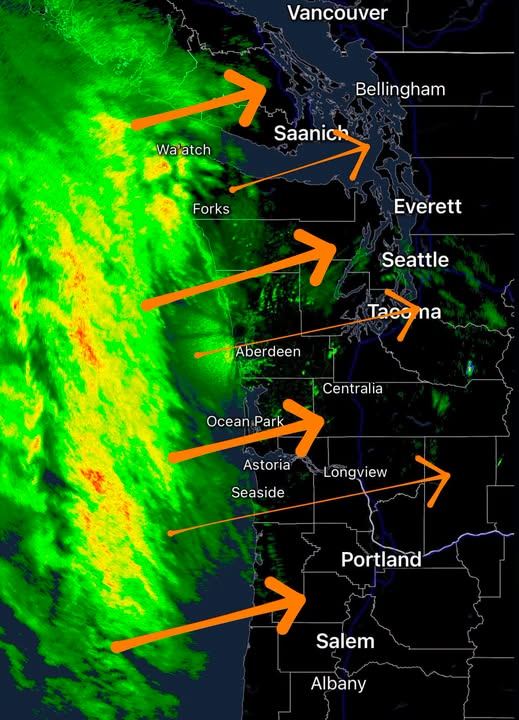 Vancouver
Bellingham
Saanich
Wa'atch
Forks
Everett
Seattle
Tacoma
Aberdeen
Centralia
Ocean Park
Astoria
Longview
Seaside
Portland
Salem
Albany